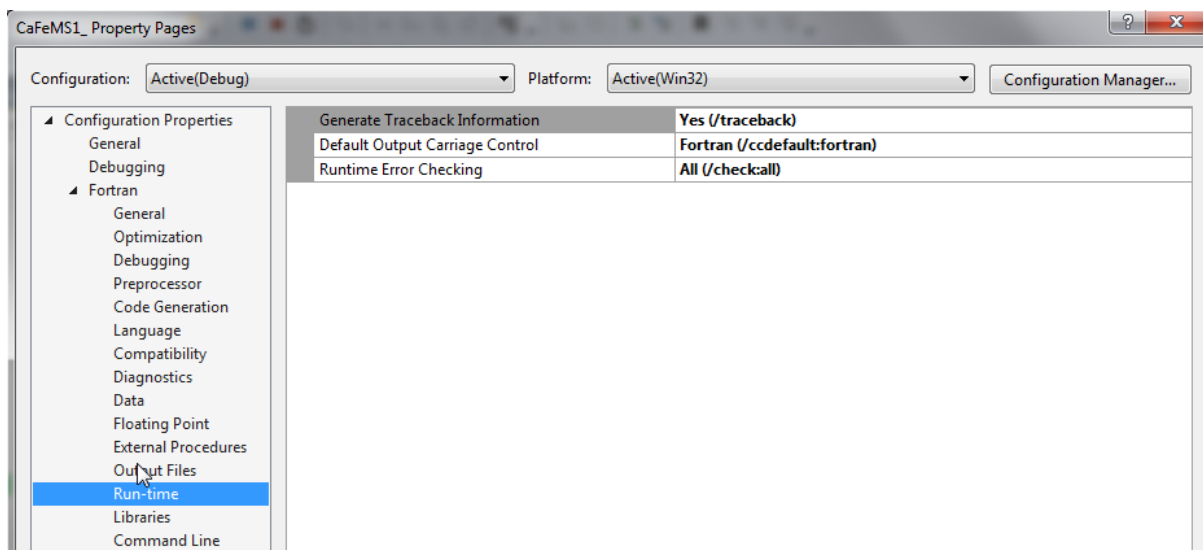 CaFeMS1_ Property Pages
Configuration: Active(Debug) Platform: Active(Win32) Configuration Manager...
Configuration Properties
General
Debugging
Fortran
General
Optimization
Debugging
Preprocessor
Code Generation
Language
Compatibility
Diagnostics
Data
Floating Point
External Procedures
Output Files
Run-time
Libraries
Command Line
Generate Traceback Information Yes (/traceback)
Default Output Carriage Control Fortran (/ccdefault:fortran)
Runtime Error Checking All (/check:all)